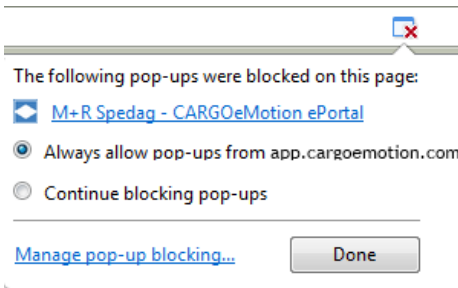 The following pop-ups were blocked on this page:
M+R Spedag - CARGOeMotion ePortal
Always allow pop-ups from app.cargoemotion.com
Continue blocking pop-ups
Manage pop-up blocking...
Done